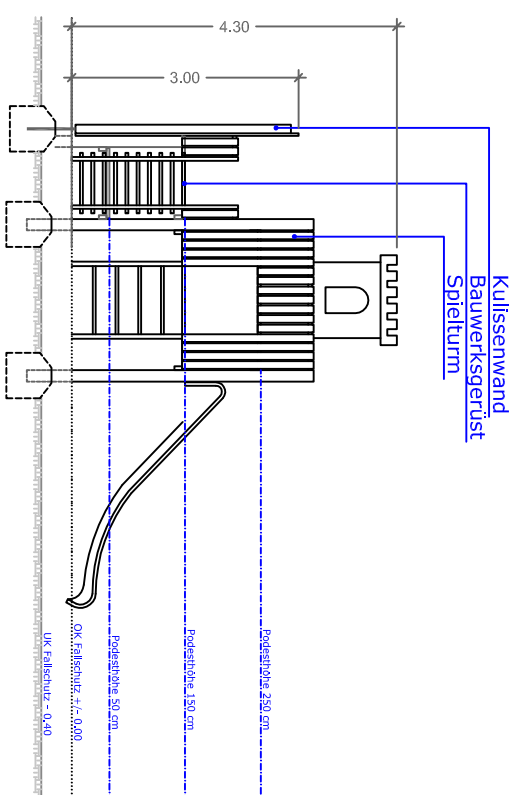 4.30
3.00
Kulissenwand
Bauwerksgerüst
Spielturm
Podesthöhe 250 cm
Podesthöhe 150 cm
Podesthöhe 50 cm
OK Fallschutz +/- 0.00
UK Fallschutz - 0,40